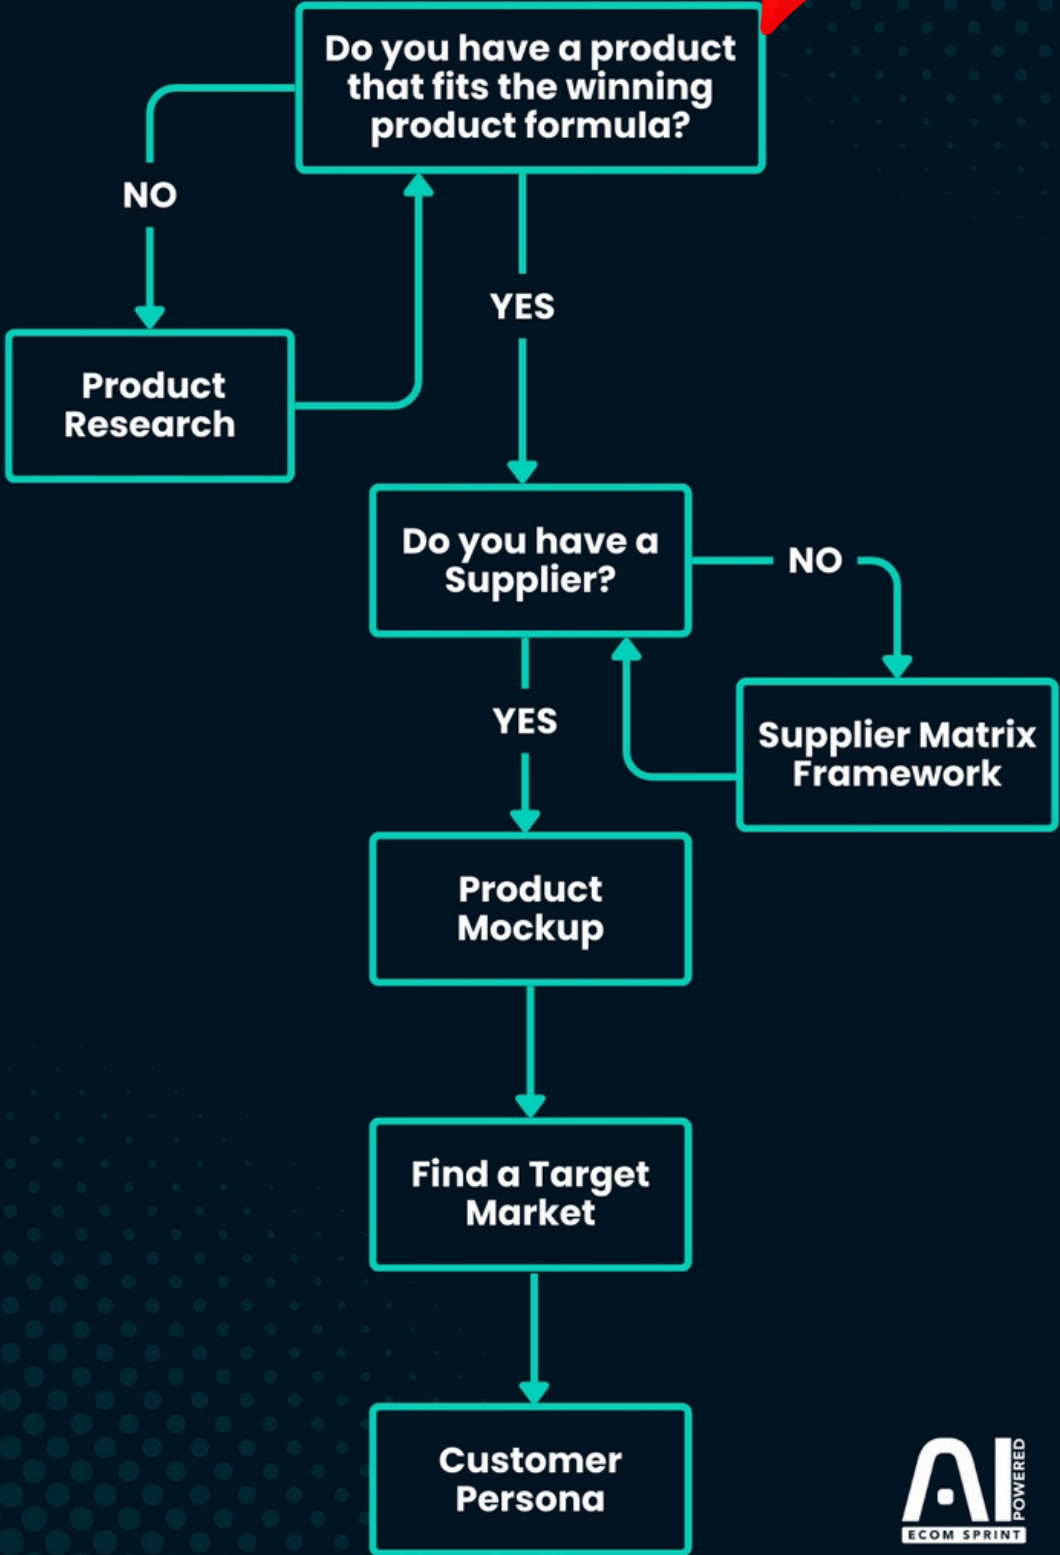 Do you have a product
that fits the winning
product formula?
NO
YES
Product
Research
Do you have a
Supplier?
NO
YES
Supplier Matrix
Framework
Product
Mockup
Find a Target
Market
Customer
Persona
AI
POWERED
ECOM SPRINT